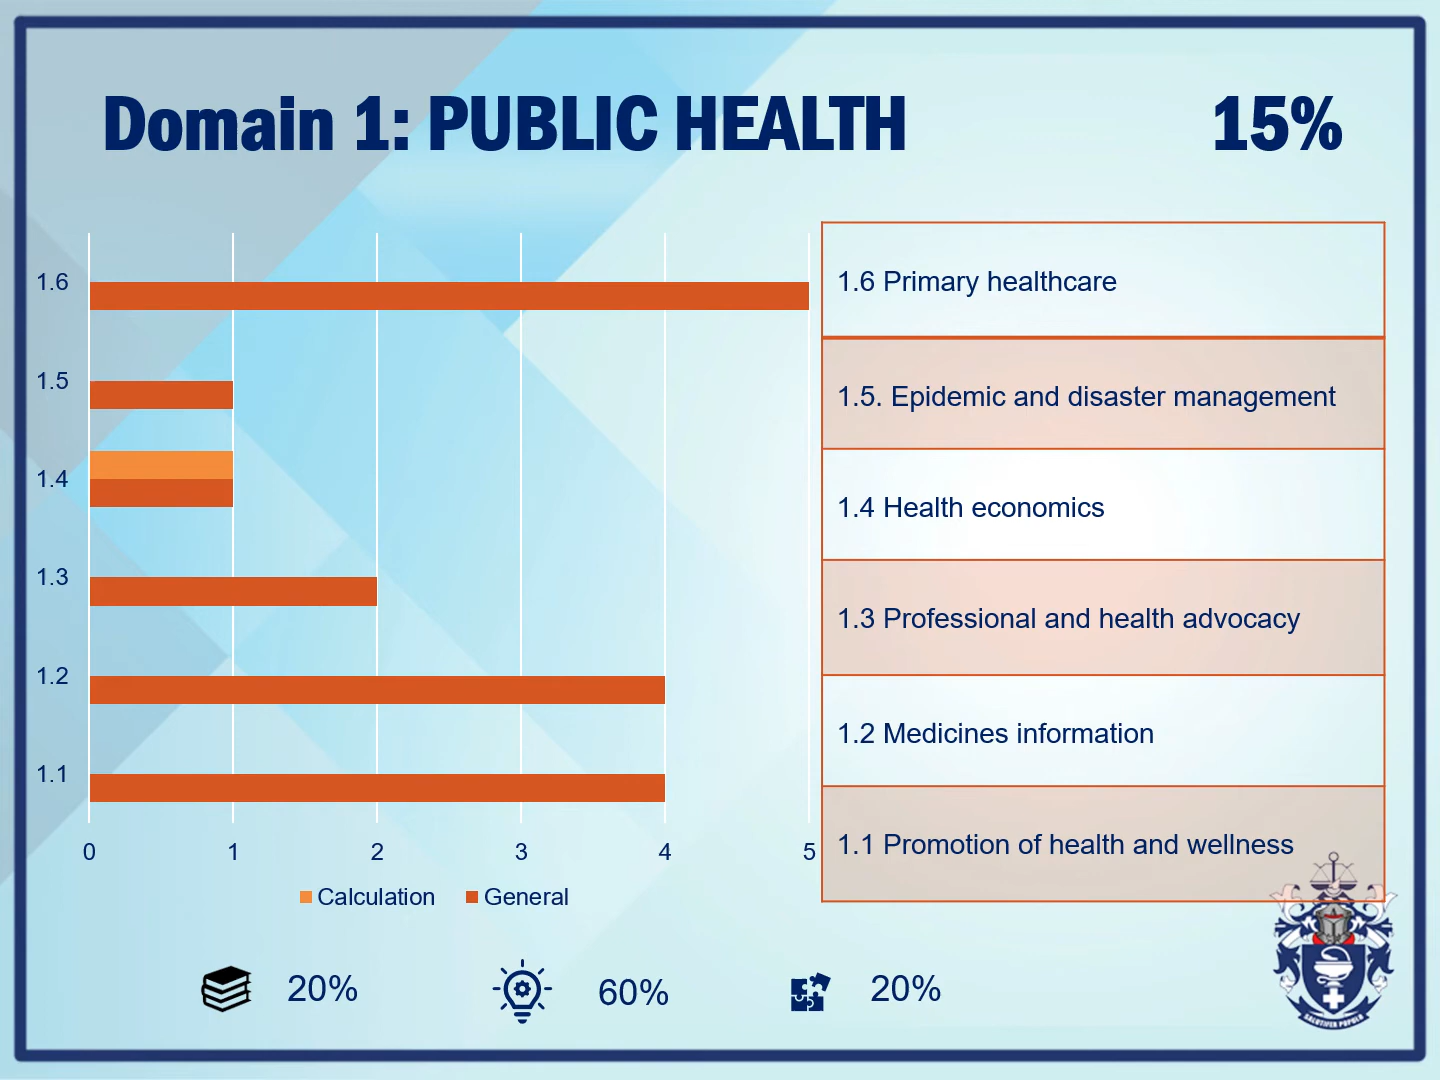 Domain 1: PUBLIC HEALTH 15%
1.6
1.5
1.4
1.3
1.2
1.1
0 1 2 3 4 5
Calculation General
1.6 Primary healthcare
1.5. Epidemic and disaster management
1.4 Health economics
1.3 Professional and health advocacy
1.2 Medicines information
1.1 Promotion of health and wellness
20% 60% 20%
SALUTIFER POPULO